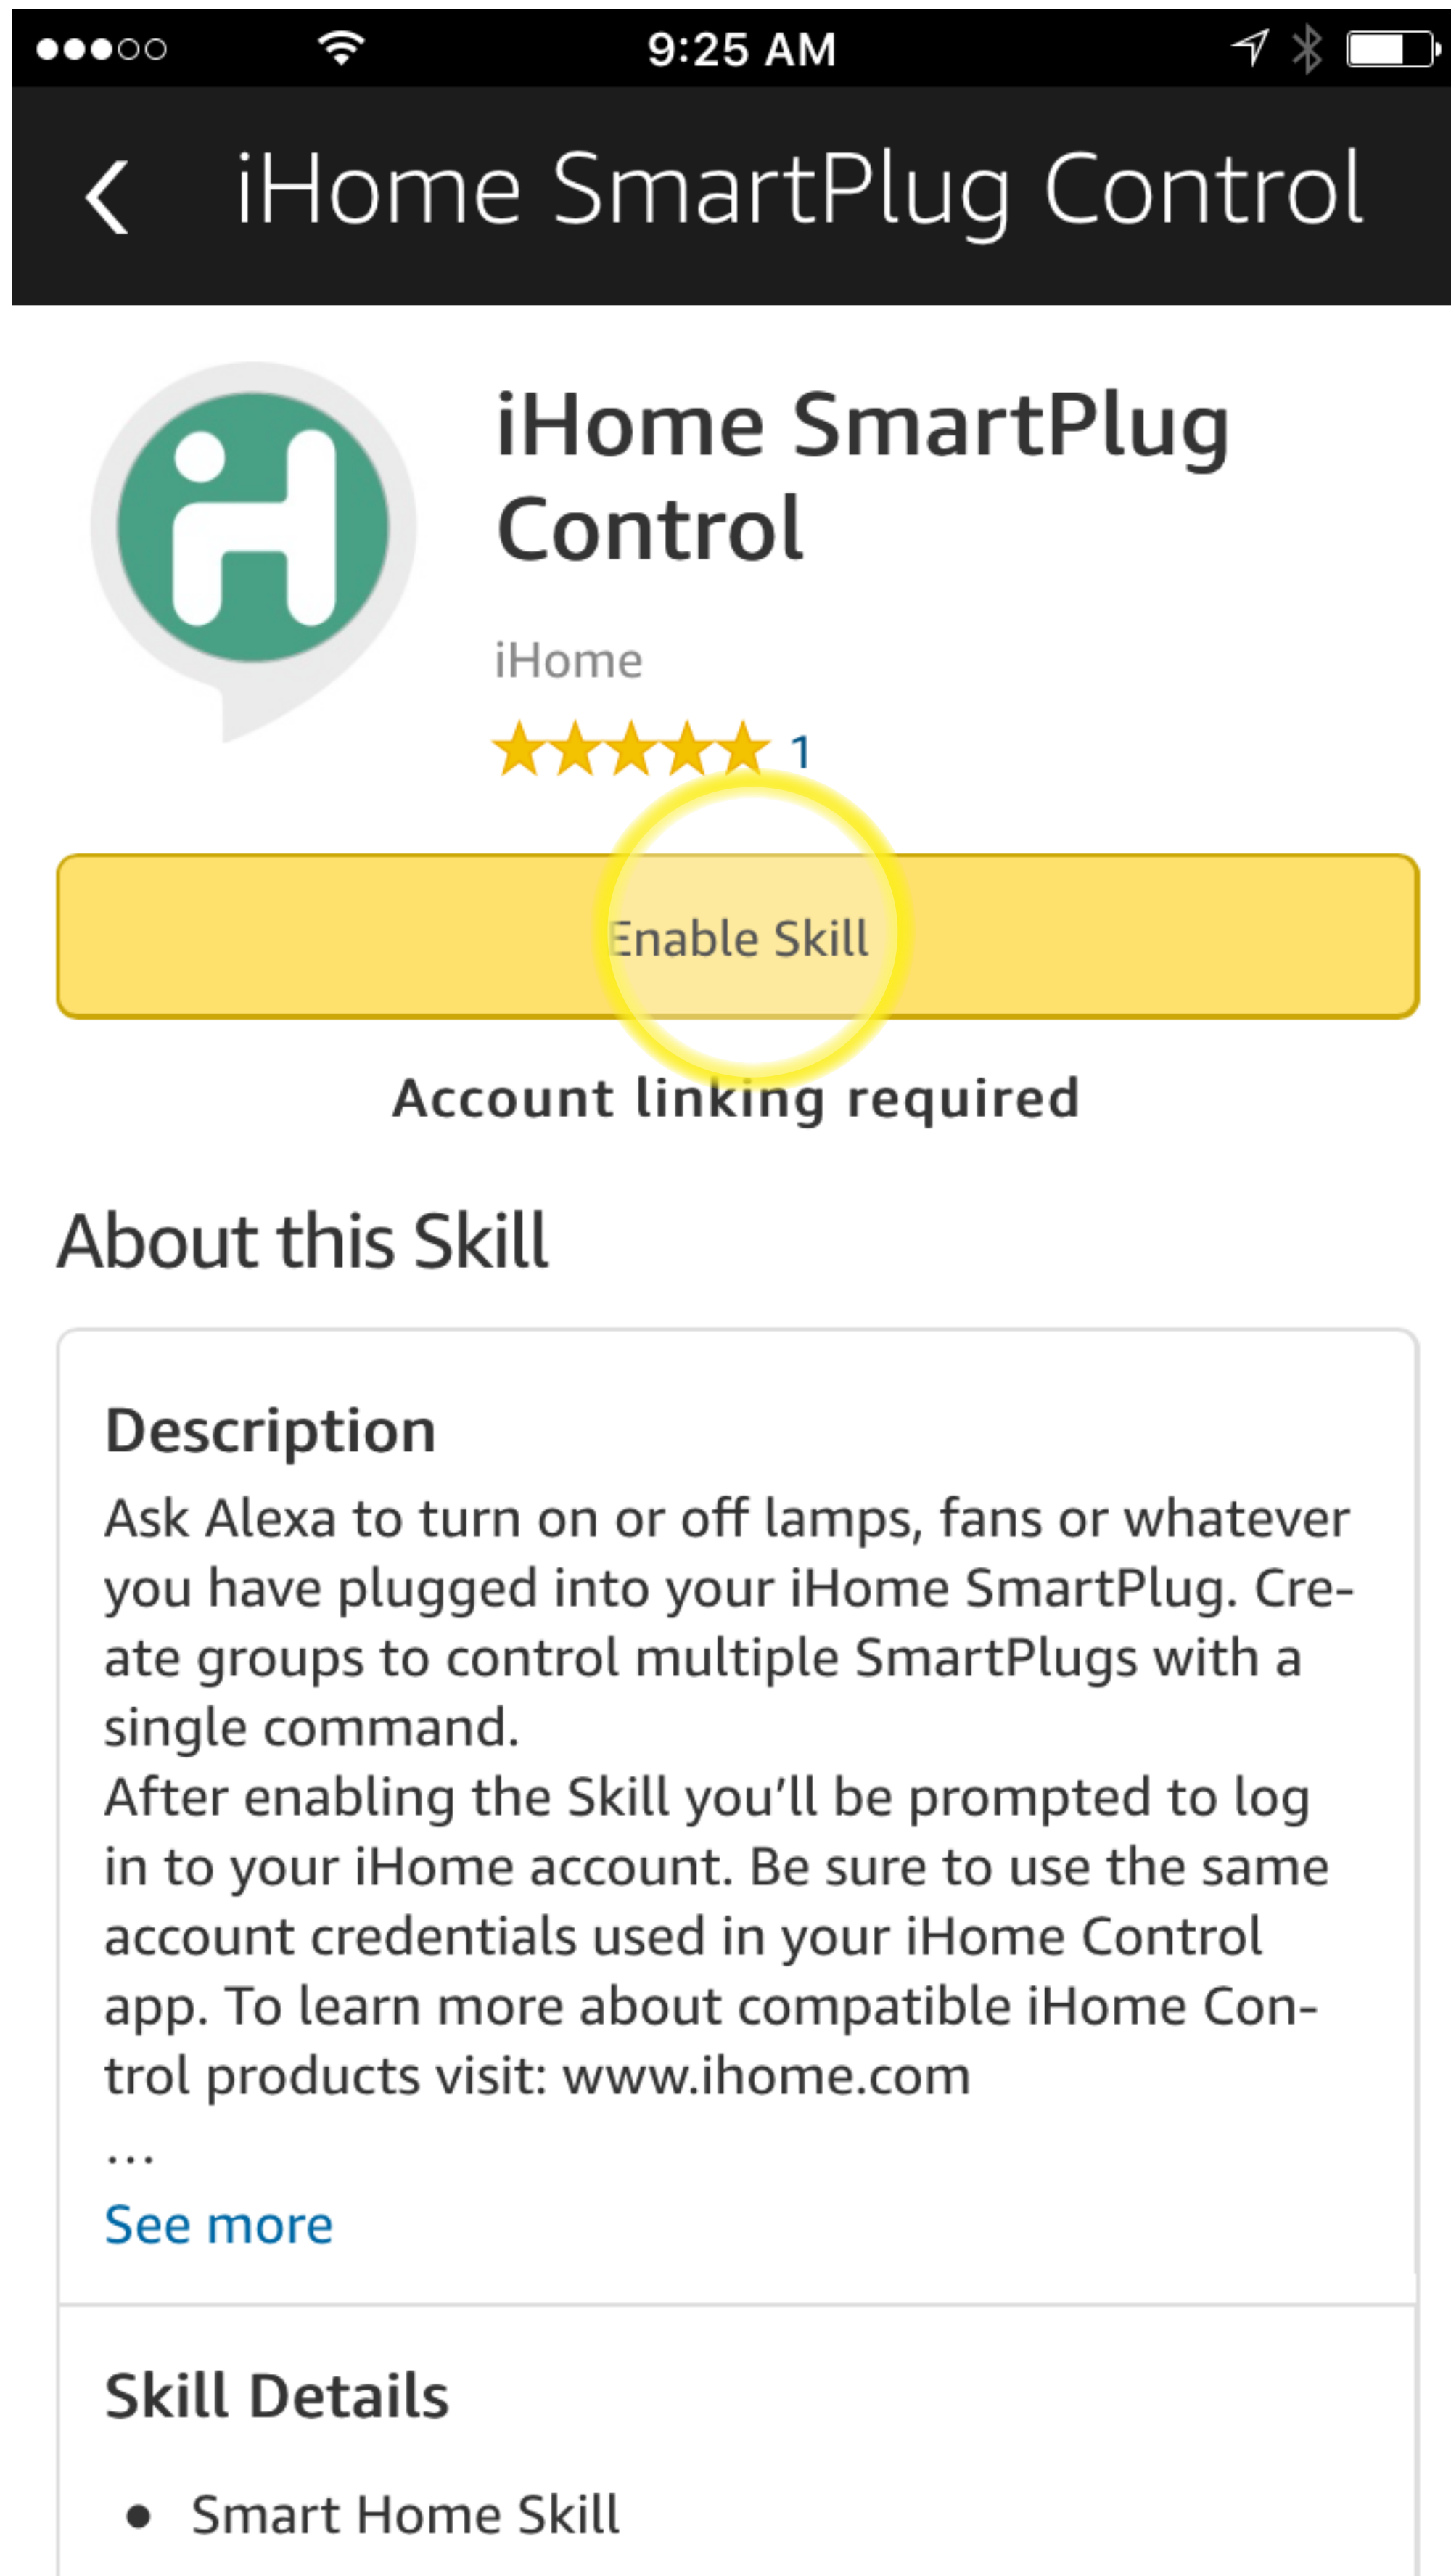 9:25 AM
iHome SmartPlug Control
iHome SmartPlug
Control
iHome
1
Enable Skill
Account linking required
About this Skill
Description
Ask Alexa to turn on or off lamps, fans or whatever
you have plugged into your iHome SmartPlug. Cre-
ate groups to control multiple SmartPlugs with a
single command.
After enabling the Skill you’ll be prompted to log
in to your iHome account. Be sure to use the same
account credentials used in your iHome Control
app. To learn more about compatible iHome Con-
trol products visit: www.ihome.com
...
See more
Skill Details
• Smart Home Skill